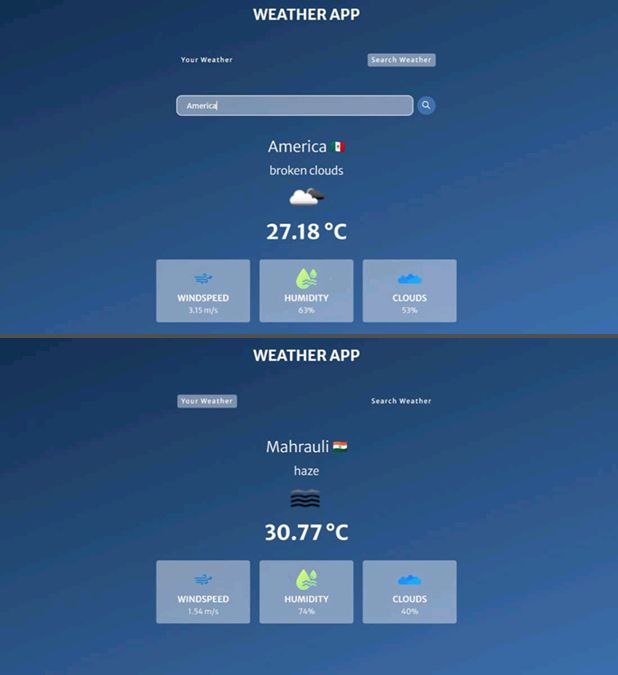 WEATHER APP
Your Weather Search Weather
America
America
broken clouds
27.18 °C
WINDSPEED HUMIDITY CLOUDS
3.15 m/s 63% 53%
WEATHER APP
Your Weather Search Weather
Mahrauli
haze
30.77 °C
WINDSPEED HUMIDITY CLOUDS
1.54 m/s 74% 40%